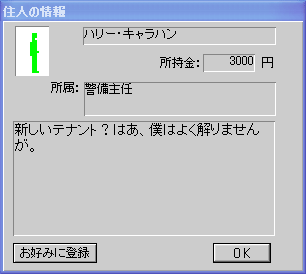 住人の情報
ハリー・キャラハン
所持金: 3000 円
所属: 警備主任
新しいテナント？はあ、僕はよく解りません
が。
お好みに登録
OK